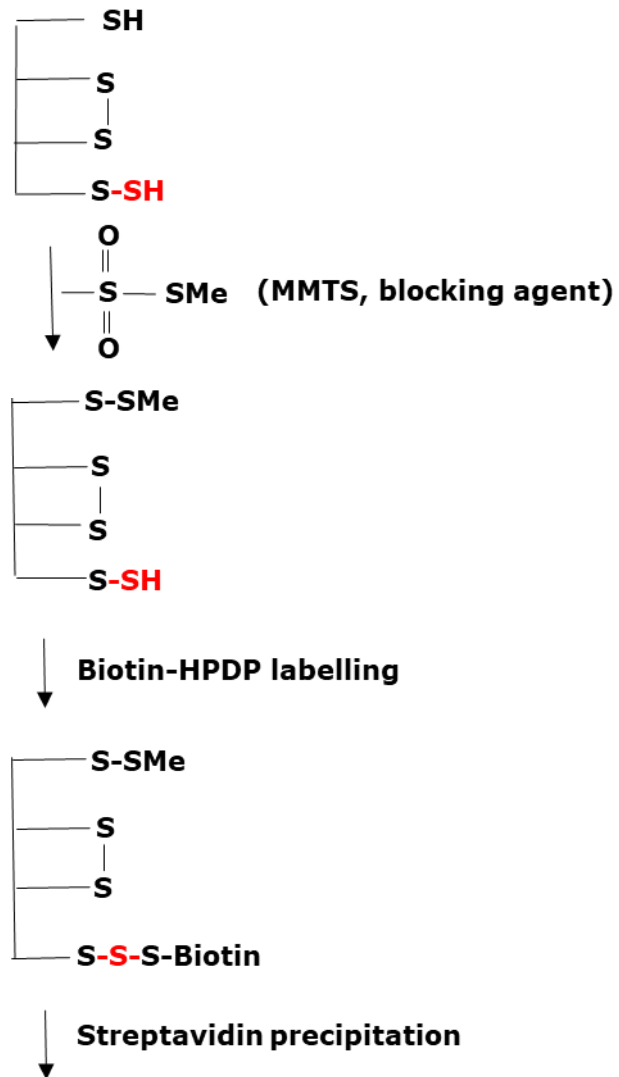 SH
S
S
S-SH
O
S SMe (MMTS, blocking agent)
O
S-SMe
S
S
S-SH
Biotin-HPDP labelling
S-SMe
S
S
S-S-S-Biotin
Streptavidin precipitation